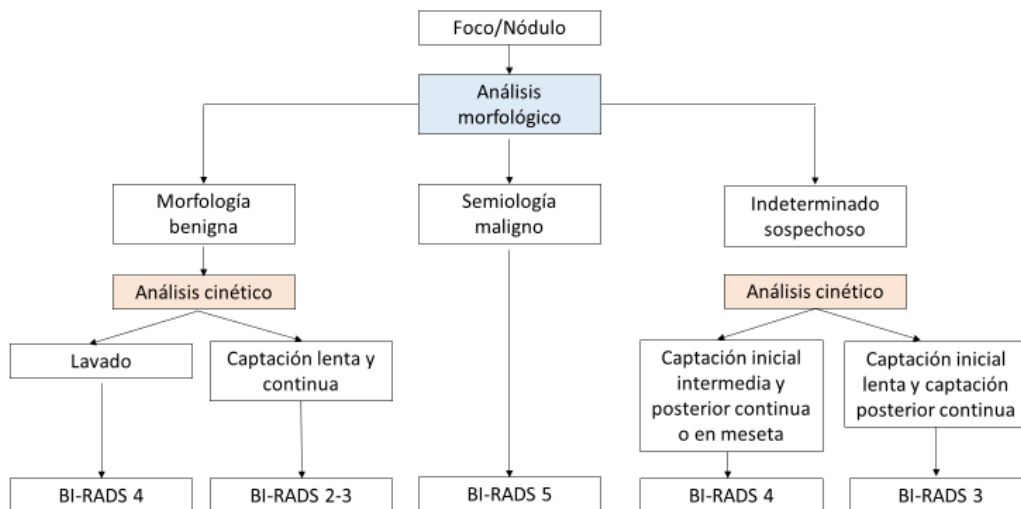 Foco/Nódulo
Análisis
morfológico
Morfología
benigna
Semiología
maligno
Indeterminado
sospechoso
Análisis cinético
Análisis cinético
Lavado
Captación lenta y
continua
Captación inicial
intermedia y
posterior continua
o en meseta
Captación inicial
lenta y captación
posterior continua
BI-RADS 4
BI-RADS 2-3
BI-RADS 5
BI-RADS 4
BI-RADS 3